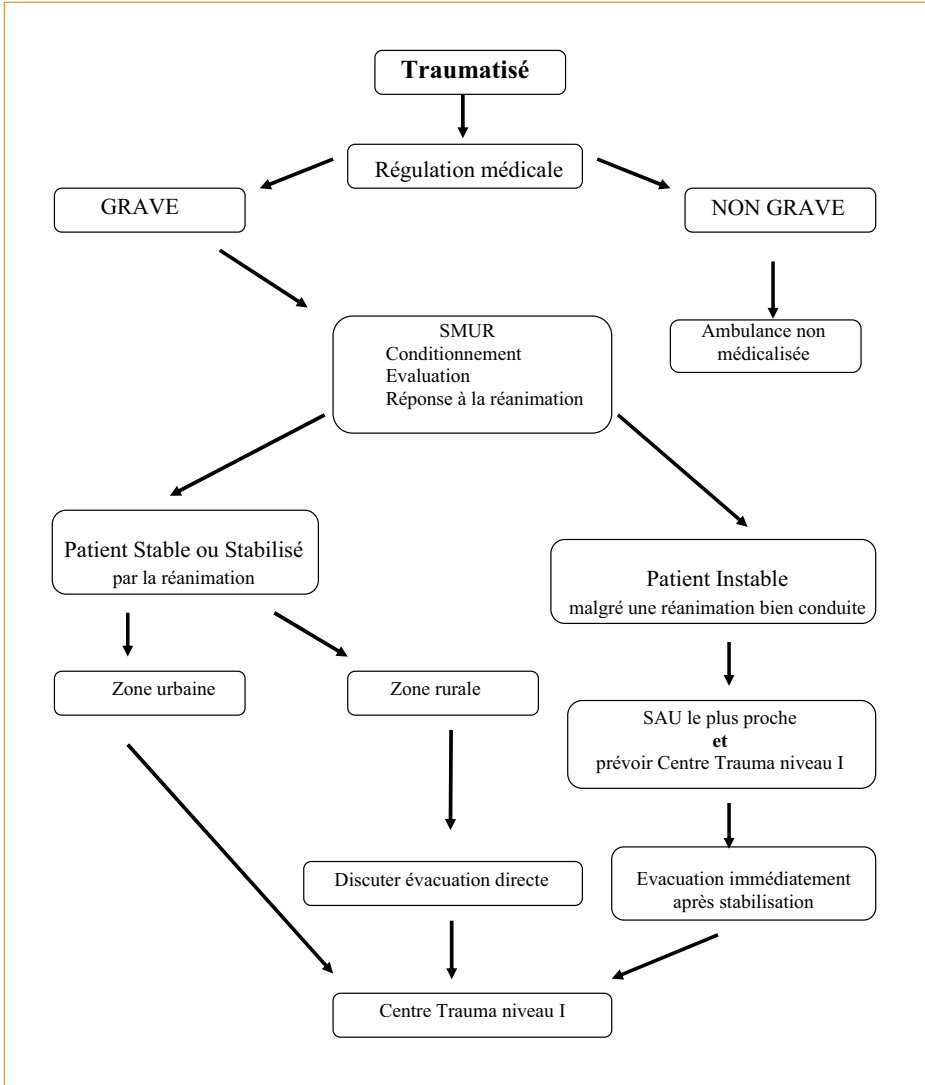 Traumatisé
Régulation médicale
GRAVE
NON GRAVE
SMUR
Conditionnement
Evaluation
Réponse à la réanimation
Ambulance non
médicalisée
Patient Stable ou Stabilisé
par la réanimation
Patient Instable
malgré une réanimation bien conduite
Zone urbaine
Zone rurale
SAU le plus proche
et
prévoir Centre Trauma niveau I
Discuter évacuation directe
Evacuation immédiatement
après stabilisation
Centre Trauma niveau I